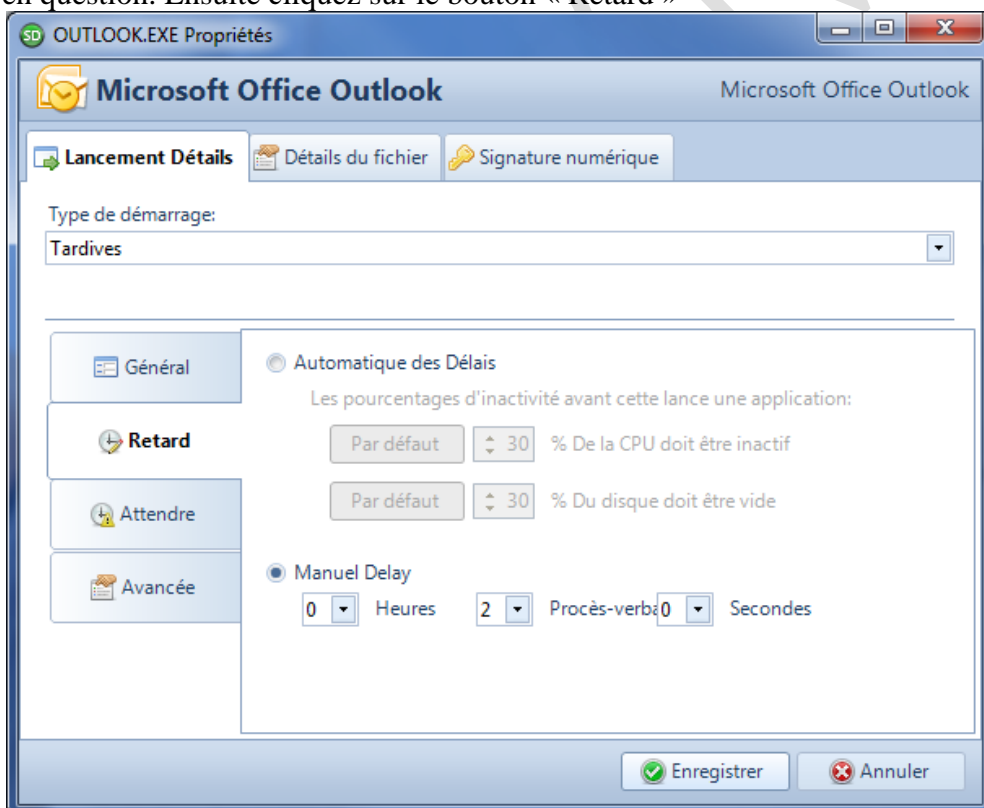 en question. Ensuite cliquez sur le bouton « Retard »
SD OUTLOOK.EXE Propriétés
Microsoft Office Outlook Microsoft Office Outlook
Lancement Détails Détails du fichier Signature numérique
Type de démarrage:
Tardives
Général
Automatique des Délais
Les pourcentages d'inactivité avant cette lance une application:
Retard
Par défaut 30 % De la CPU doit être inactif
Attendre
Par défaut 30 % Du disque doit être vide
Avancée
Manuel Delay
0 Heures 2 Procès-verba 0 Secondes
Enregistrer Annuler